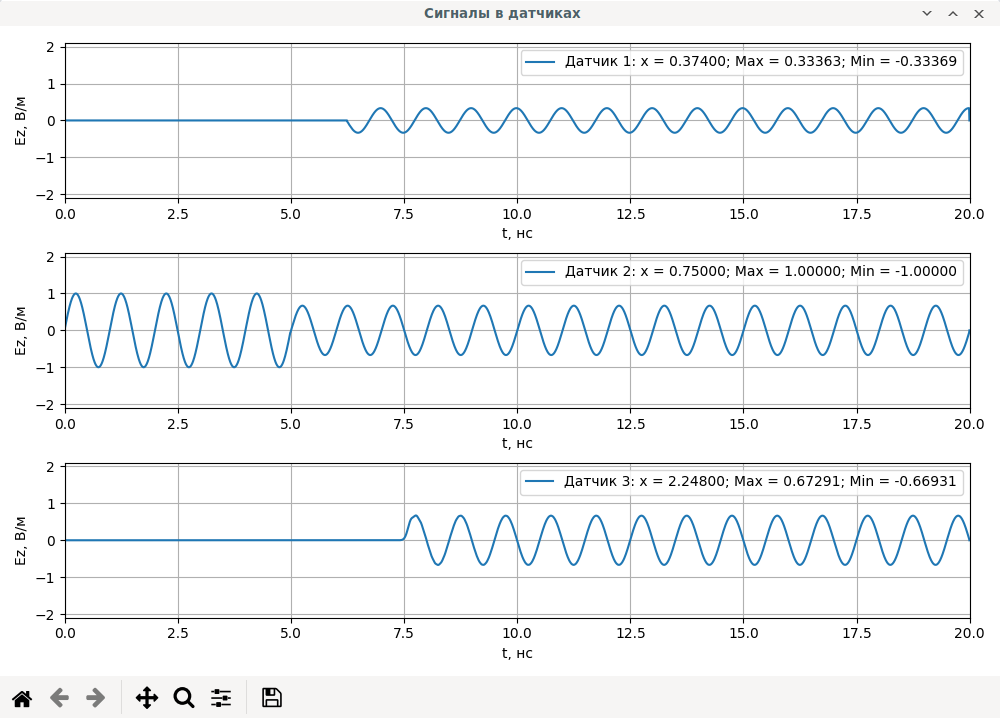 Сигналы в датчиках
Датчик 1: x = 0.37400; Max = 0.33363; Min = -0.33369
Ez, В/м
2
1
0
−1
−2
0.0 2.5 5.0 7.5 10.0 12.5 15.0 17.5 20.0
t, нс
Датчик 2: x = 0.75000; Max = 1.00000; Min = -1.00000
Ez, В/м
2
1
0
−1
−2
0.0 2.5 5.0 7.5 10.0 12.5 15.0 17.5 20.0
t, нс
Датчик 3: x = 2.24800; Max = 0.67291; Min = -0.66931
Ez, В/м
2
1
0
−1
−2
0.0 2.5 5.0 7.5 10.0 12.5 15.0 17.5 20.0
t, нс